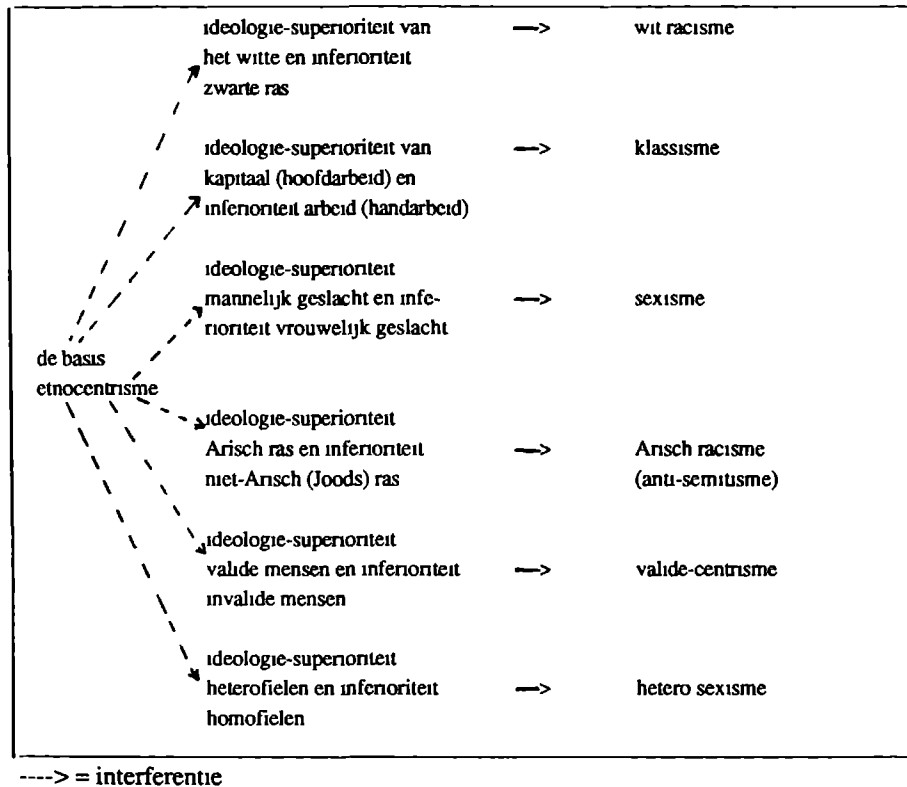 ideologie-superioriteit van —> wit racisme
het witte en inferioriteit
zwarte ras
ideologie-superioriteit van —> klassisme
kapitaal (hoofdarbeid) en
inferioriteit arbeid (handarbeid)
ideologie-superioriteit
mannelijk geslacht en infe- —> sexisme
rioriteit vrouwelijk geslacht
de basis
etnocentrisme
ideologie-superioriteit
Arisch ras en inferioriteit —> Arisch racisme
niet-Arisch (Joods) ras (anti-semitisme)
ideologie-superioriteit
valide mensen en inferioriteit —> valide-centrisme
invalide mensen
ideologie-superioriteit
heterofielen en inferioriteit —> hetero sexisme
homofielen
----> = interferentie